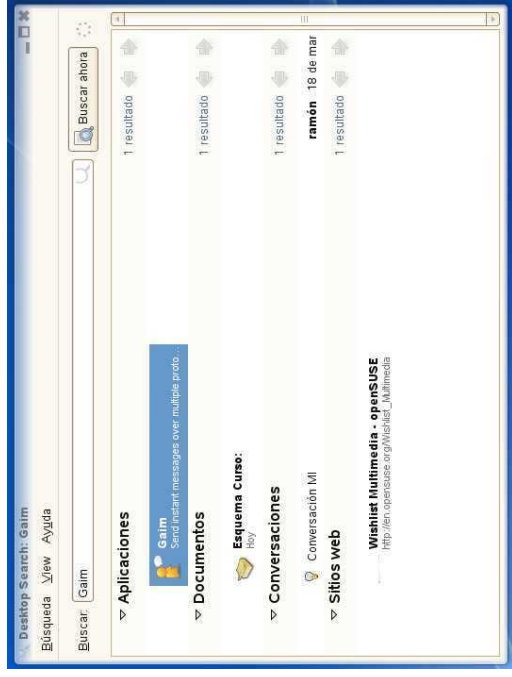 Desktop Search: Gaim
Búsqueda View Ayuda
Buscar: Gaim Buscar ahora
Aplicaciones 1 resultado
Gaim
Send instant messages over multiple proto...
Documentos 1 resultado
Esquema Curso:
Hoy
Conversaciones 1 resultado
Conversación MI ramón 18 de mar
Sitios web 1 resultado
Wishlist Multimedia - openSUSE
http://en.opensuse.org/Wishlist_Multimedia